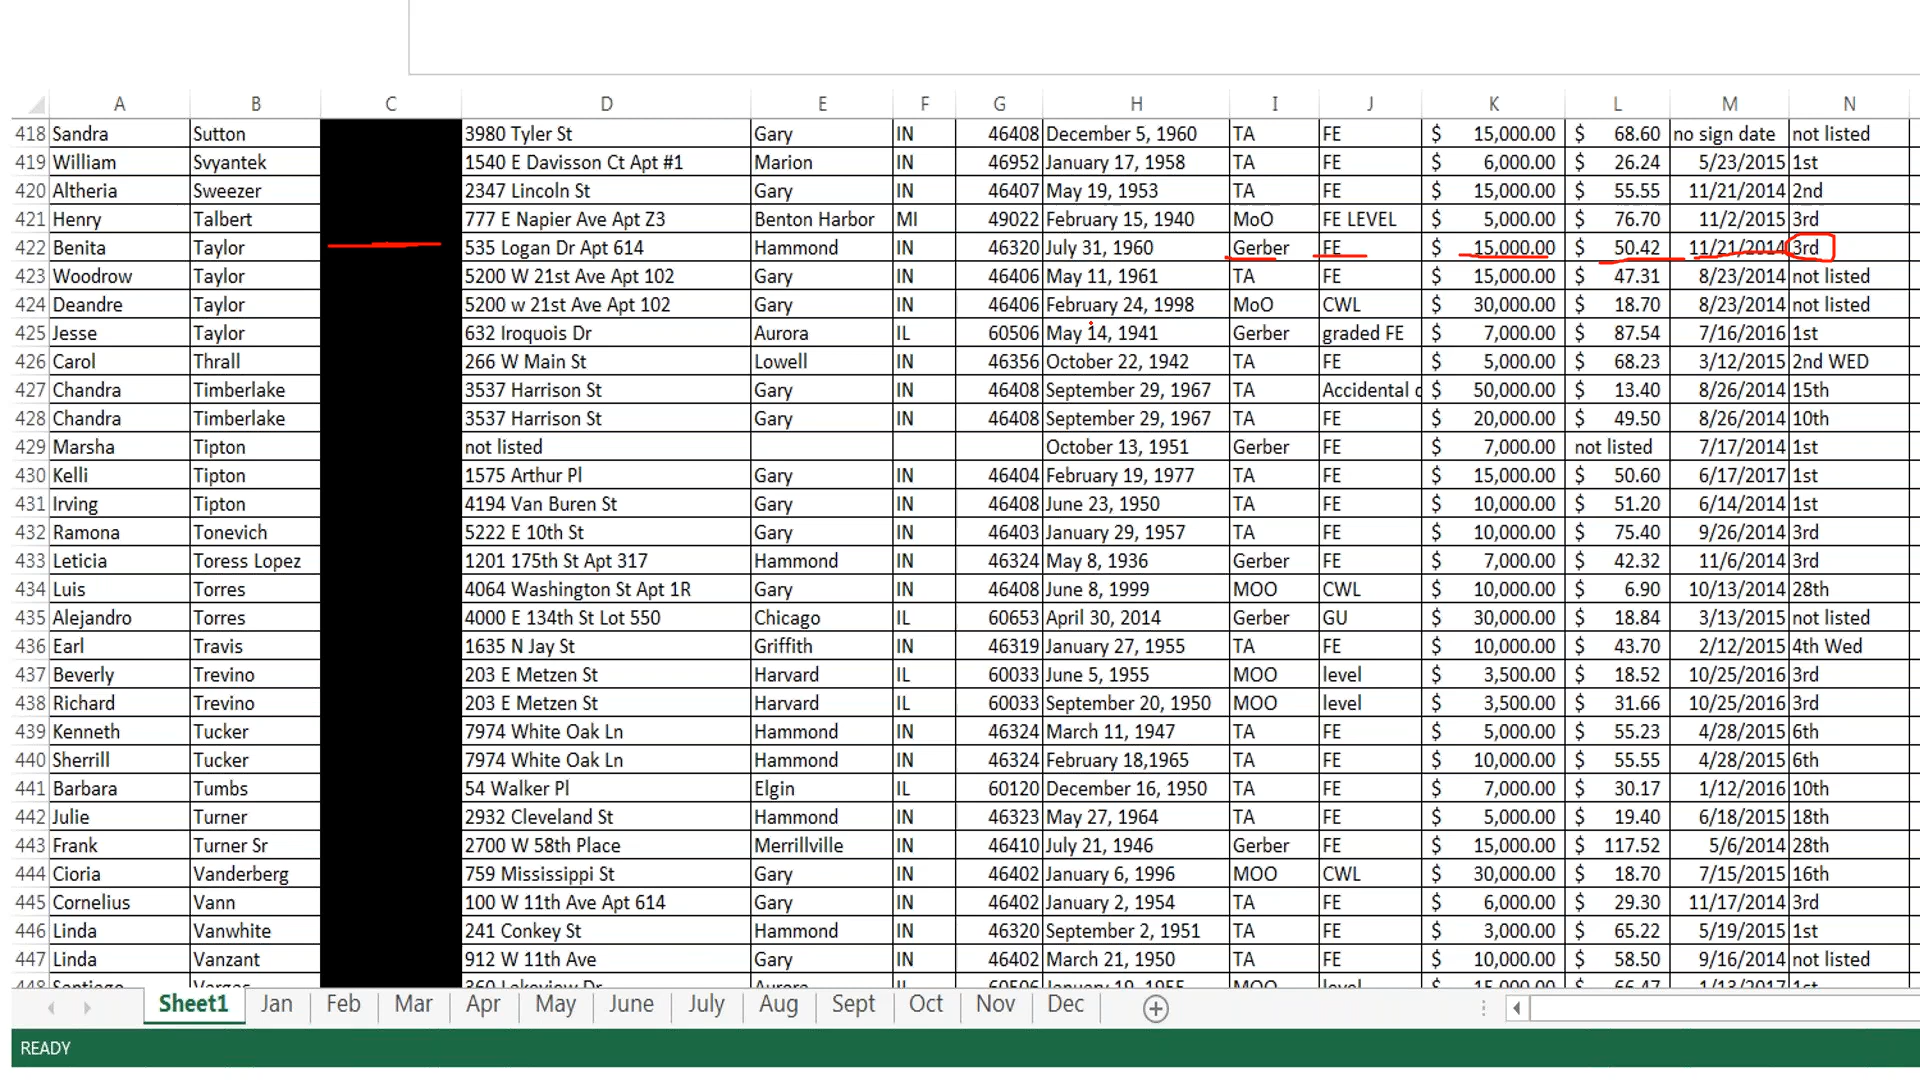 A B C D E F G H I J K L M N
418 Sandra Sutton 3980 Tyler St Gary IN 46408 December 5, 1960 TA FE $ 15,000.00 $ 68.60 no sign date not listed
419 William Svyantek 1540 E Davisson Ct Apt #1 Marion IN 46952 January 17, 1958 TA FE $ 6,000.00 $ 26.24 5/23/2015 1st
420 Altheria Sweezer 2347 Lincoln St Gary IN 46407 May 19, 1953 TA FE $ 15,000.00 $ 55.55 11/21/2014 2nd
421 Henry Talbert 777 E Napier Ave Apt Z3 Benton Harbor MI 49022 February 15, 1940 MoO FE LEVEL $ 5,000.00 $ 76.70 11/2/2015 3rd
422 Benita Taylor 535 Logan Dr Apt 614 Hammond IN 46320 July 31, 1960 Gerber FE $ 15,000.00 $ 50.42 11/21/2014 3rd
423 Woodrow Taylor 5200 W 21st Ave Apt 102 Gary IN 46406 May 11, 1961 TA FE $ 15,000.00 $ 47.31 8/23/2014 not listed
424 Deandre Taylor 5200 w 21st Ave Apt 102 Gary IN 46406 February 24, 1998 MoO CWL $ 30,000.00 $ 18.70 8/23/2014 not listed
425 Jesse Taylor 632 Iroquois Dr Aurora IL 60506 May 14, 1941 Gerber graded FE $ 7,000.00 $ 87.54 7/16/2016 1st
426 Carol Thrall 266 W Main St Lowell IN 46356 October 22, 1942 TA FE $ 5,000.00 $ 68.23 3/12/2015 2nd WED
427 Chandra Timberlake 3537 Harrison St Gary IN 46408 September 29, 1967 TA Accidental $ 50,000.00 $ 13.40 8/26/2014 15th
428 Chandra Timberlake 3537 Harrison St Gary IN 46408 September 29, 1967 TA FE $ 20,000.00 $ 49.50 8/26/2014 10th
429 Marsha Tipton not listed October 13, 1951 Gerber FE $ 7,000.00 not listed 7/17/2014 1st
430 Kelli Tipton 1575 Arthur Pl Gary IN 46404 February 19, 1977 TA FE $ 15,000.00 $ 50.60 6/17/2017 1st
431 Irving Tipton 4194 Van Buren St Gary IN 46408 June 23, 1950 TA FE $ 10,000.00 $ 51.20 6/14/2014 1st
432 Ramona Tonevich 5222 E 10th St Gary IN 46403 January 29, 1957 TA FE $ 10,000.00 $ 75.40 9/26/2014 3rd
433 Leticia Toress Lopez 1201 175th St Apt 317 Hammond IN 46324 May 8, 1936 Gerber FE $ 7,000.00 $ 42.32 11/6/2014 3rd
434 Luis Torres 4064 Washington St Apt 1R Gary IN 46408 June 8, 1999 MOO CWL $ 10,000.00 $ 6.90 10/13/2014 28th
435 Alejandro Torres 4000 E 134th St Lot 550 Chicago IL 60653 April 30, 2014 Gerber GU $ 30,000.00 $ 18.84 3/13/2015 not listed
436 Earl Travis 1635 N Jay St Griffith IN 46319 January 27, 1955 TA FE $ 10,000.00 $ 43.70 2/12/2015 4th Wed
437 Beverly Trevino 203 E Metzen St Harvard IL 60033 June 5, 1955 MOO level $ 3,500.00 $ 18.52 10/25/2016 3rd
438 Richard Trevino 203 E Metzen St Harvard IL 60033 September 20, 1950 MOO level $ 3,500.00 $ 31.66 10/25/2016 3rd
439 Kenneth Tucker 7974 White Oak Ln Hammond IN 46324 March 11, 1947 TA FE $ 5,000.00 $ 55.23 4/28/2015 6th
440 Sherrill Tucker 7974 White Oak Ln Hammond IN 46324 February 18,1965 TA FE $ 10,000.00 $ 55.55 4/28/2015 6th
441 Barbara Tumbs 54 Walker Pl Elgin IL 60120 December 16, 1950 TA FE $ 7,000.00 $ 30.17 1/12/2016 10th
442 Julie Turner 2932 Cleveland St Hammond IN 46323 May 27, 1964 TA FE $ 5,000.00 $ 19.40 6/18/2015 18th
443 Frank Turner Sr 2700 W 58th Place Merrillville IN 46410 July 21, 1946 Gerber FE $ 15,000.00 $ 117.52 5/6/2014 28th
444 Cioria Vanderberg 759 Mississippi St Gary IN 46402 January 6, 1996 MOO CWL $ 30,000.00 $ 18.70 7/15/2015 16th
445 Cornelius Vann 100 W 11th Ave Apt 614 Gary IN 46402 January 2, 1954 TA FE $ 6,000.00 $ 29.30 11/17/2014 3rd
446 Linda Vanwhite 241 Conkey St Hammond IN 46320 September 2, 1951 TA FE $ 3,000.00 $ 65.22 5/19/2015 1st
447 Linda Vanzant 912 W 11th Ave Gary IN 46402 March 21, 1950 TA FE $ 10,000.00 $ 58.50 9/16/2014 not listed
Sheet1 Jan Feb Mar Apr May June July Aug Sept Oct Nov Dec
READY